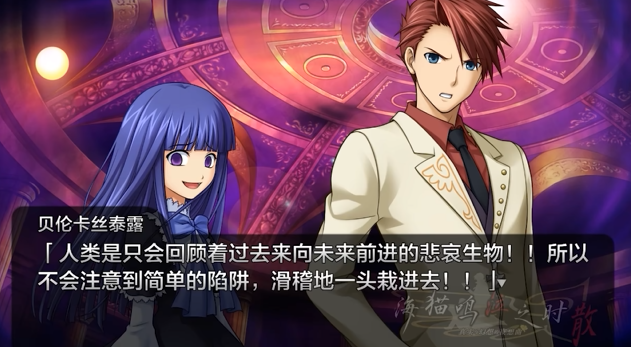 贝伦卡丝泰露
「人类是只会回顾着过去来向未来前进的悲哀生物！！所以
不会注意到简单的陷阱，滑稽地一头栽进去！！」
海猫鸣 之时 散